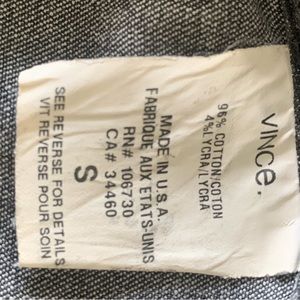 VINCE.
96% COTTON/COTON
4% LYCRA/LYCRA
MADE IN U.S.A.
FABRIQUE AUX ETATS-UNIS
RN# 106730
CA# 34460
S
SEE REVERSE FOR DETAILS
VIT REVERSE POUR SOIN